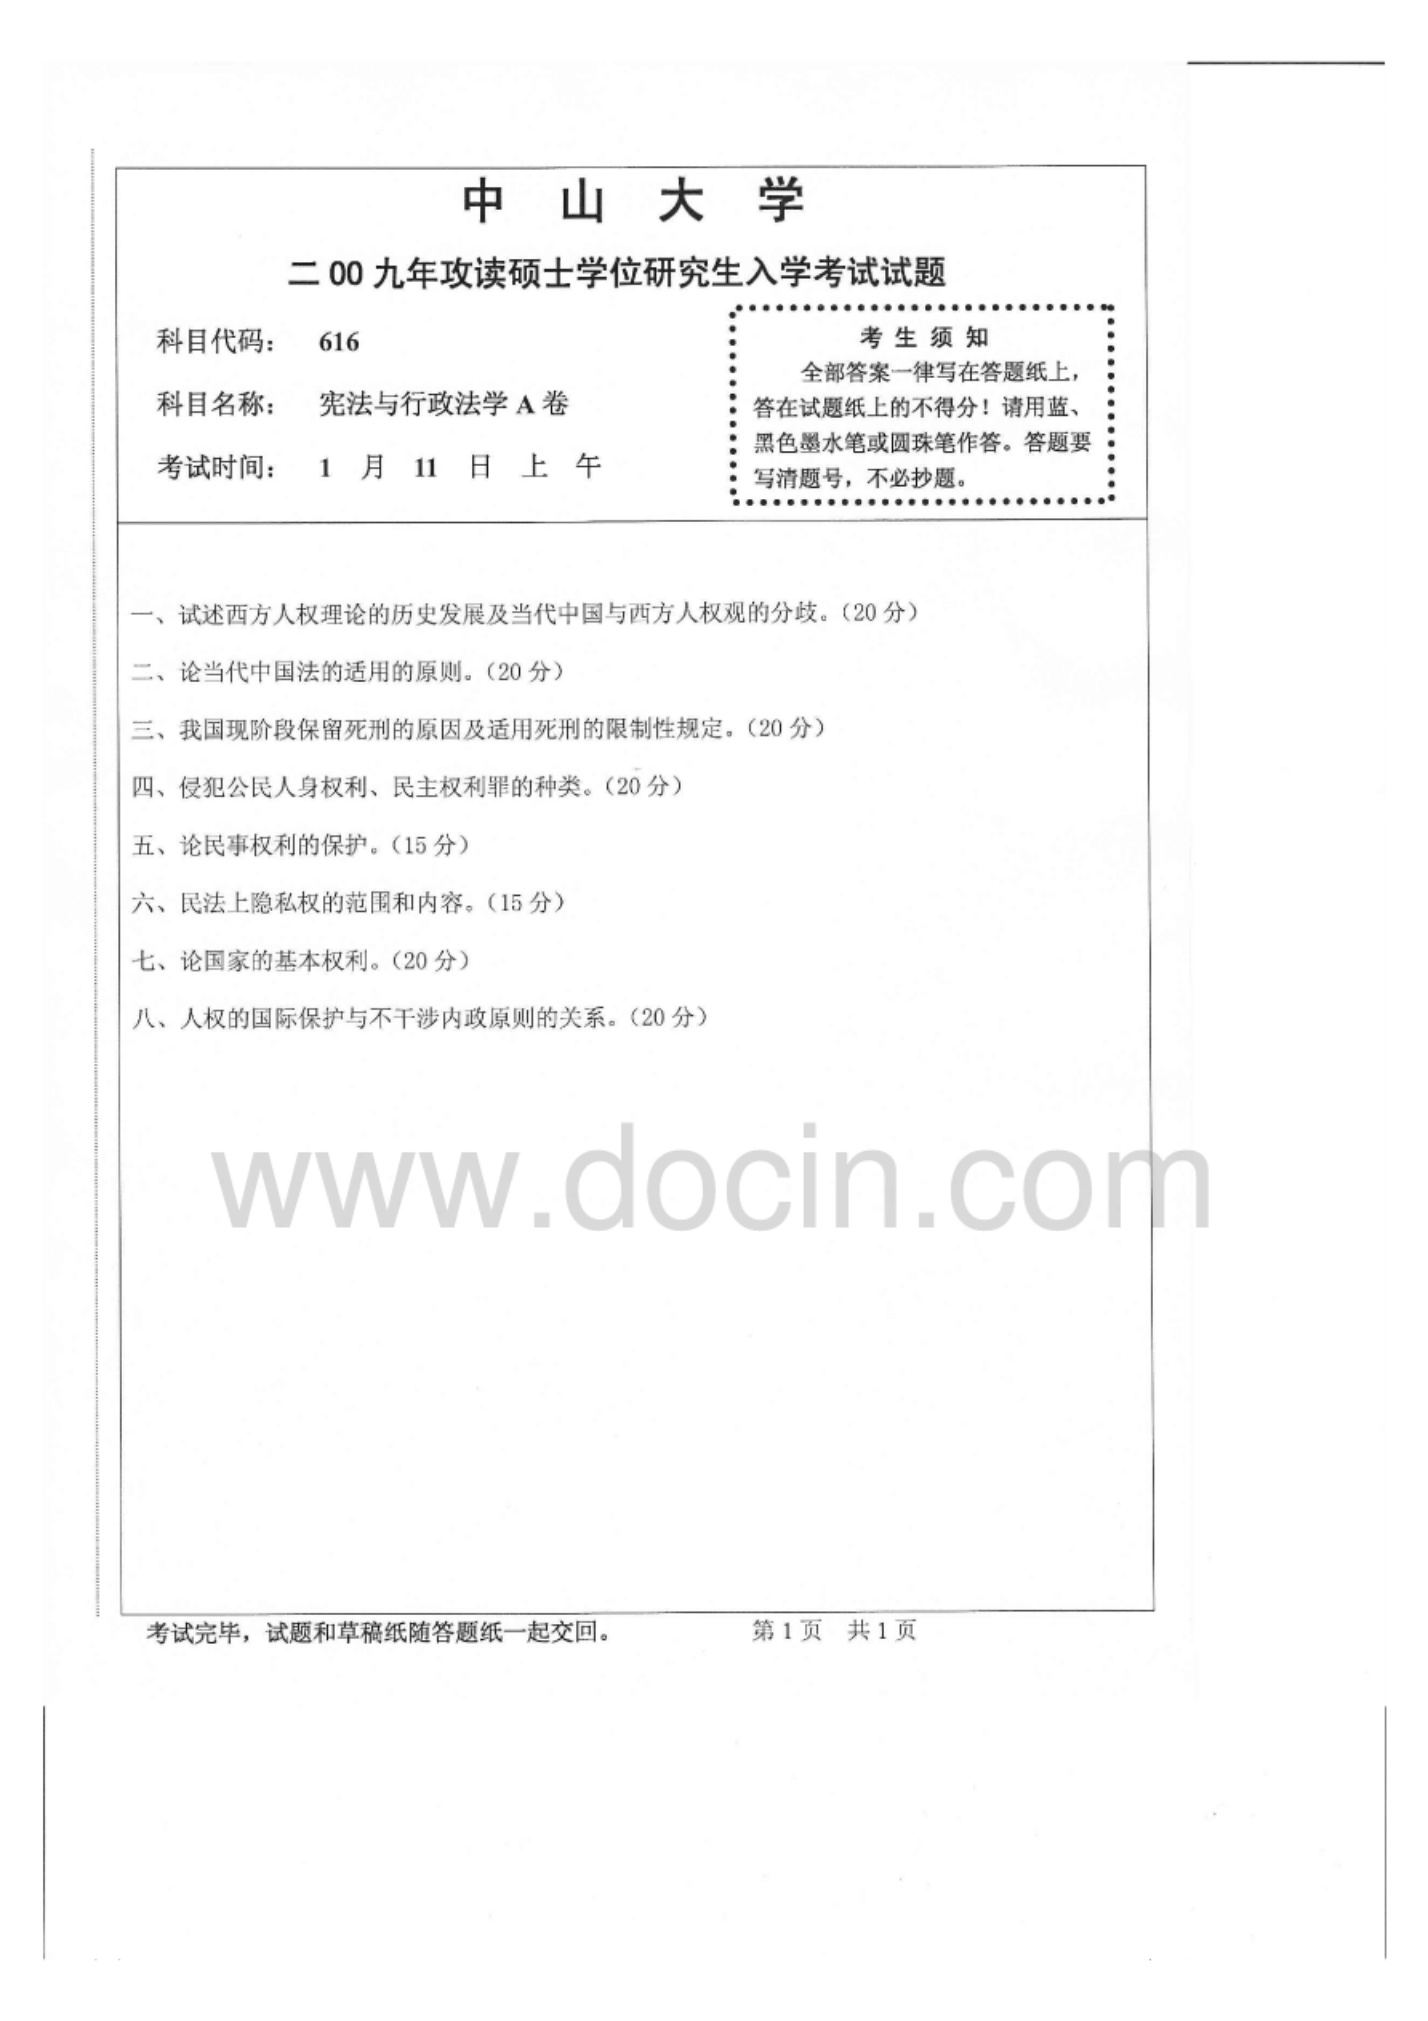 中 山 大 学
二00九年攻读硕士学位研究生入学考试试题
科目代码： 616
科目名称： 宪法与行政法学 A 卷
考试时间： 1 月 11 日 上 午
考 生 须 知
全部答案一律写在答题纸上，
答在试题纸上的不得分！请用蓝、
黑色墨水笔或圆珠笔作答。答题要
写清题号，不必抄题。
一、试述西方人权理论的历史发展及当代中国与西方人权观的分歧。（20 分）
二、论当代中国法的适用的原则。（20 分）
三、我国现阶段保留死刑的原因及适用死刑的限制性规定。（20 分）
四、侵犯公民人身权利、民主权利罪的种类。（20 分）
五、论民事权利的保护。（15 分）
六、民法上隐私权的范围和内容。（15 分）
七、论国家的基本权利。（20 分）
八、人权的国际保护与不干涉内政原则的关系。（20 分）
www.docin.com
考试完毕，试题和草稿纸随答题纸一起交回。 第 1 页 共 1 页